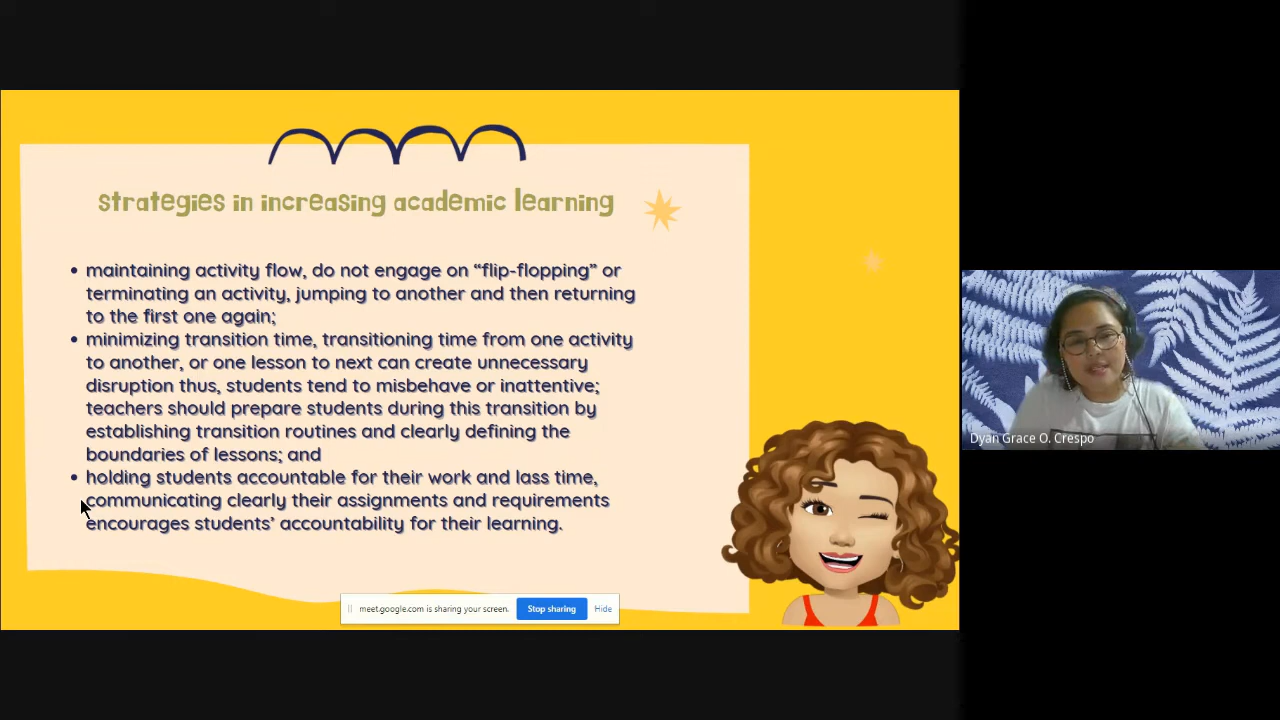 strategies in increasing academic learning
• maintaining activity flow, do not engage on “flip-flopping” or
terminating an activity, jumping to another and then returning
to the first one again;
• minimizing transition time, transitioning time from one activity
to another, or one lesson to next can create unnecessary
disruption thus, students tend to misbehave or inattentive;
teachers should prepare students during this transition by
establishing transition routines and clearly defining the
boundaries of lessons; and
• holding students accountable for their work and lass time,
communicating clearly their assignments and requirements
encourages students’ accountability for their learning.
meet.google.com is sharing your screen. Stop sharing Hide
Dyan Grace O. Crespo